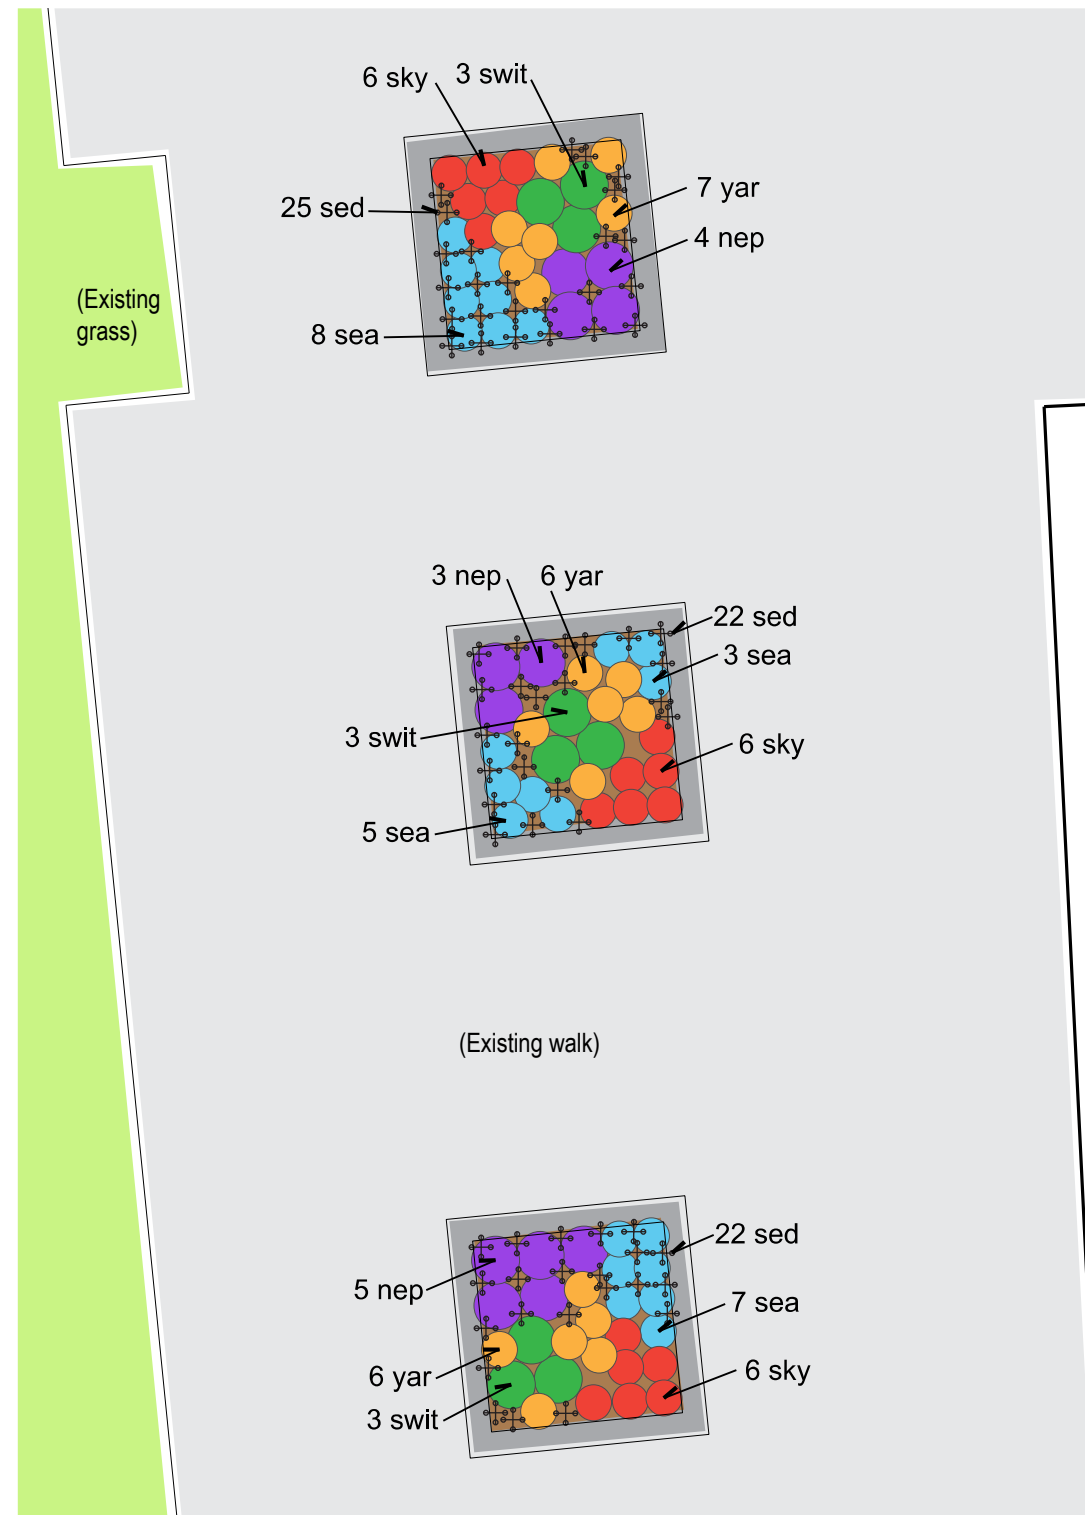 6 sky
3 swit
7 yar
25 sed
4 nep
(Existing
grass)
8 sea
3 nep
6 yar
22 sed
3 sea
3 swit
6 sky
5 sea
(Existing walk)
22 sed
5 nep
7 sea
6 sky
6 yar
3 swit